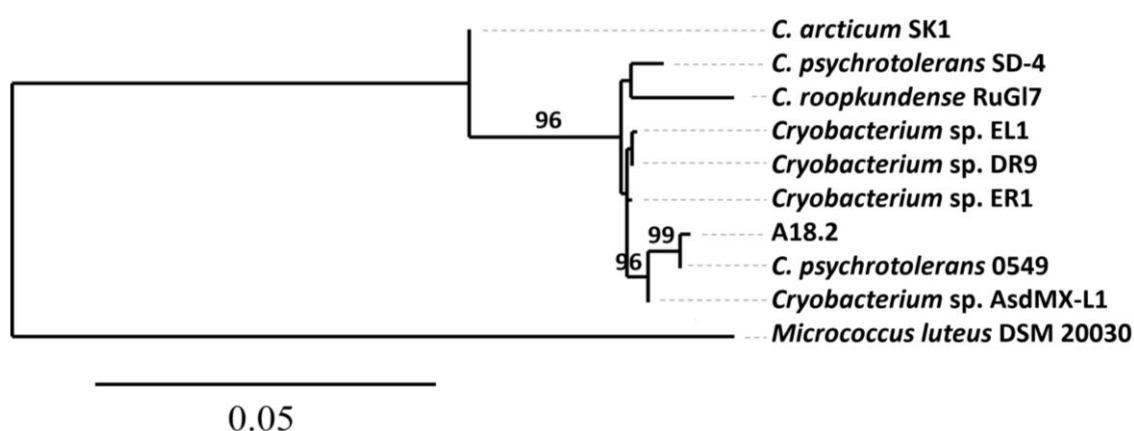 C. arcticum SK1
C. psychrotolerans SD-4
C. roopkundense RuGl7
96
Cryobacterium sp. EL1
Cryobacterium sp. DR9
Cryobacterium sp. ER1
99 A18.2
96 C. psychrotolerans 0549
Cryobacterium sp. AsdMX-L1
Micrococcus luteus DSM 20030
0.05